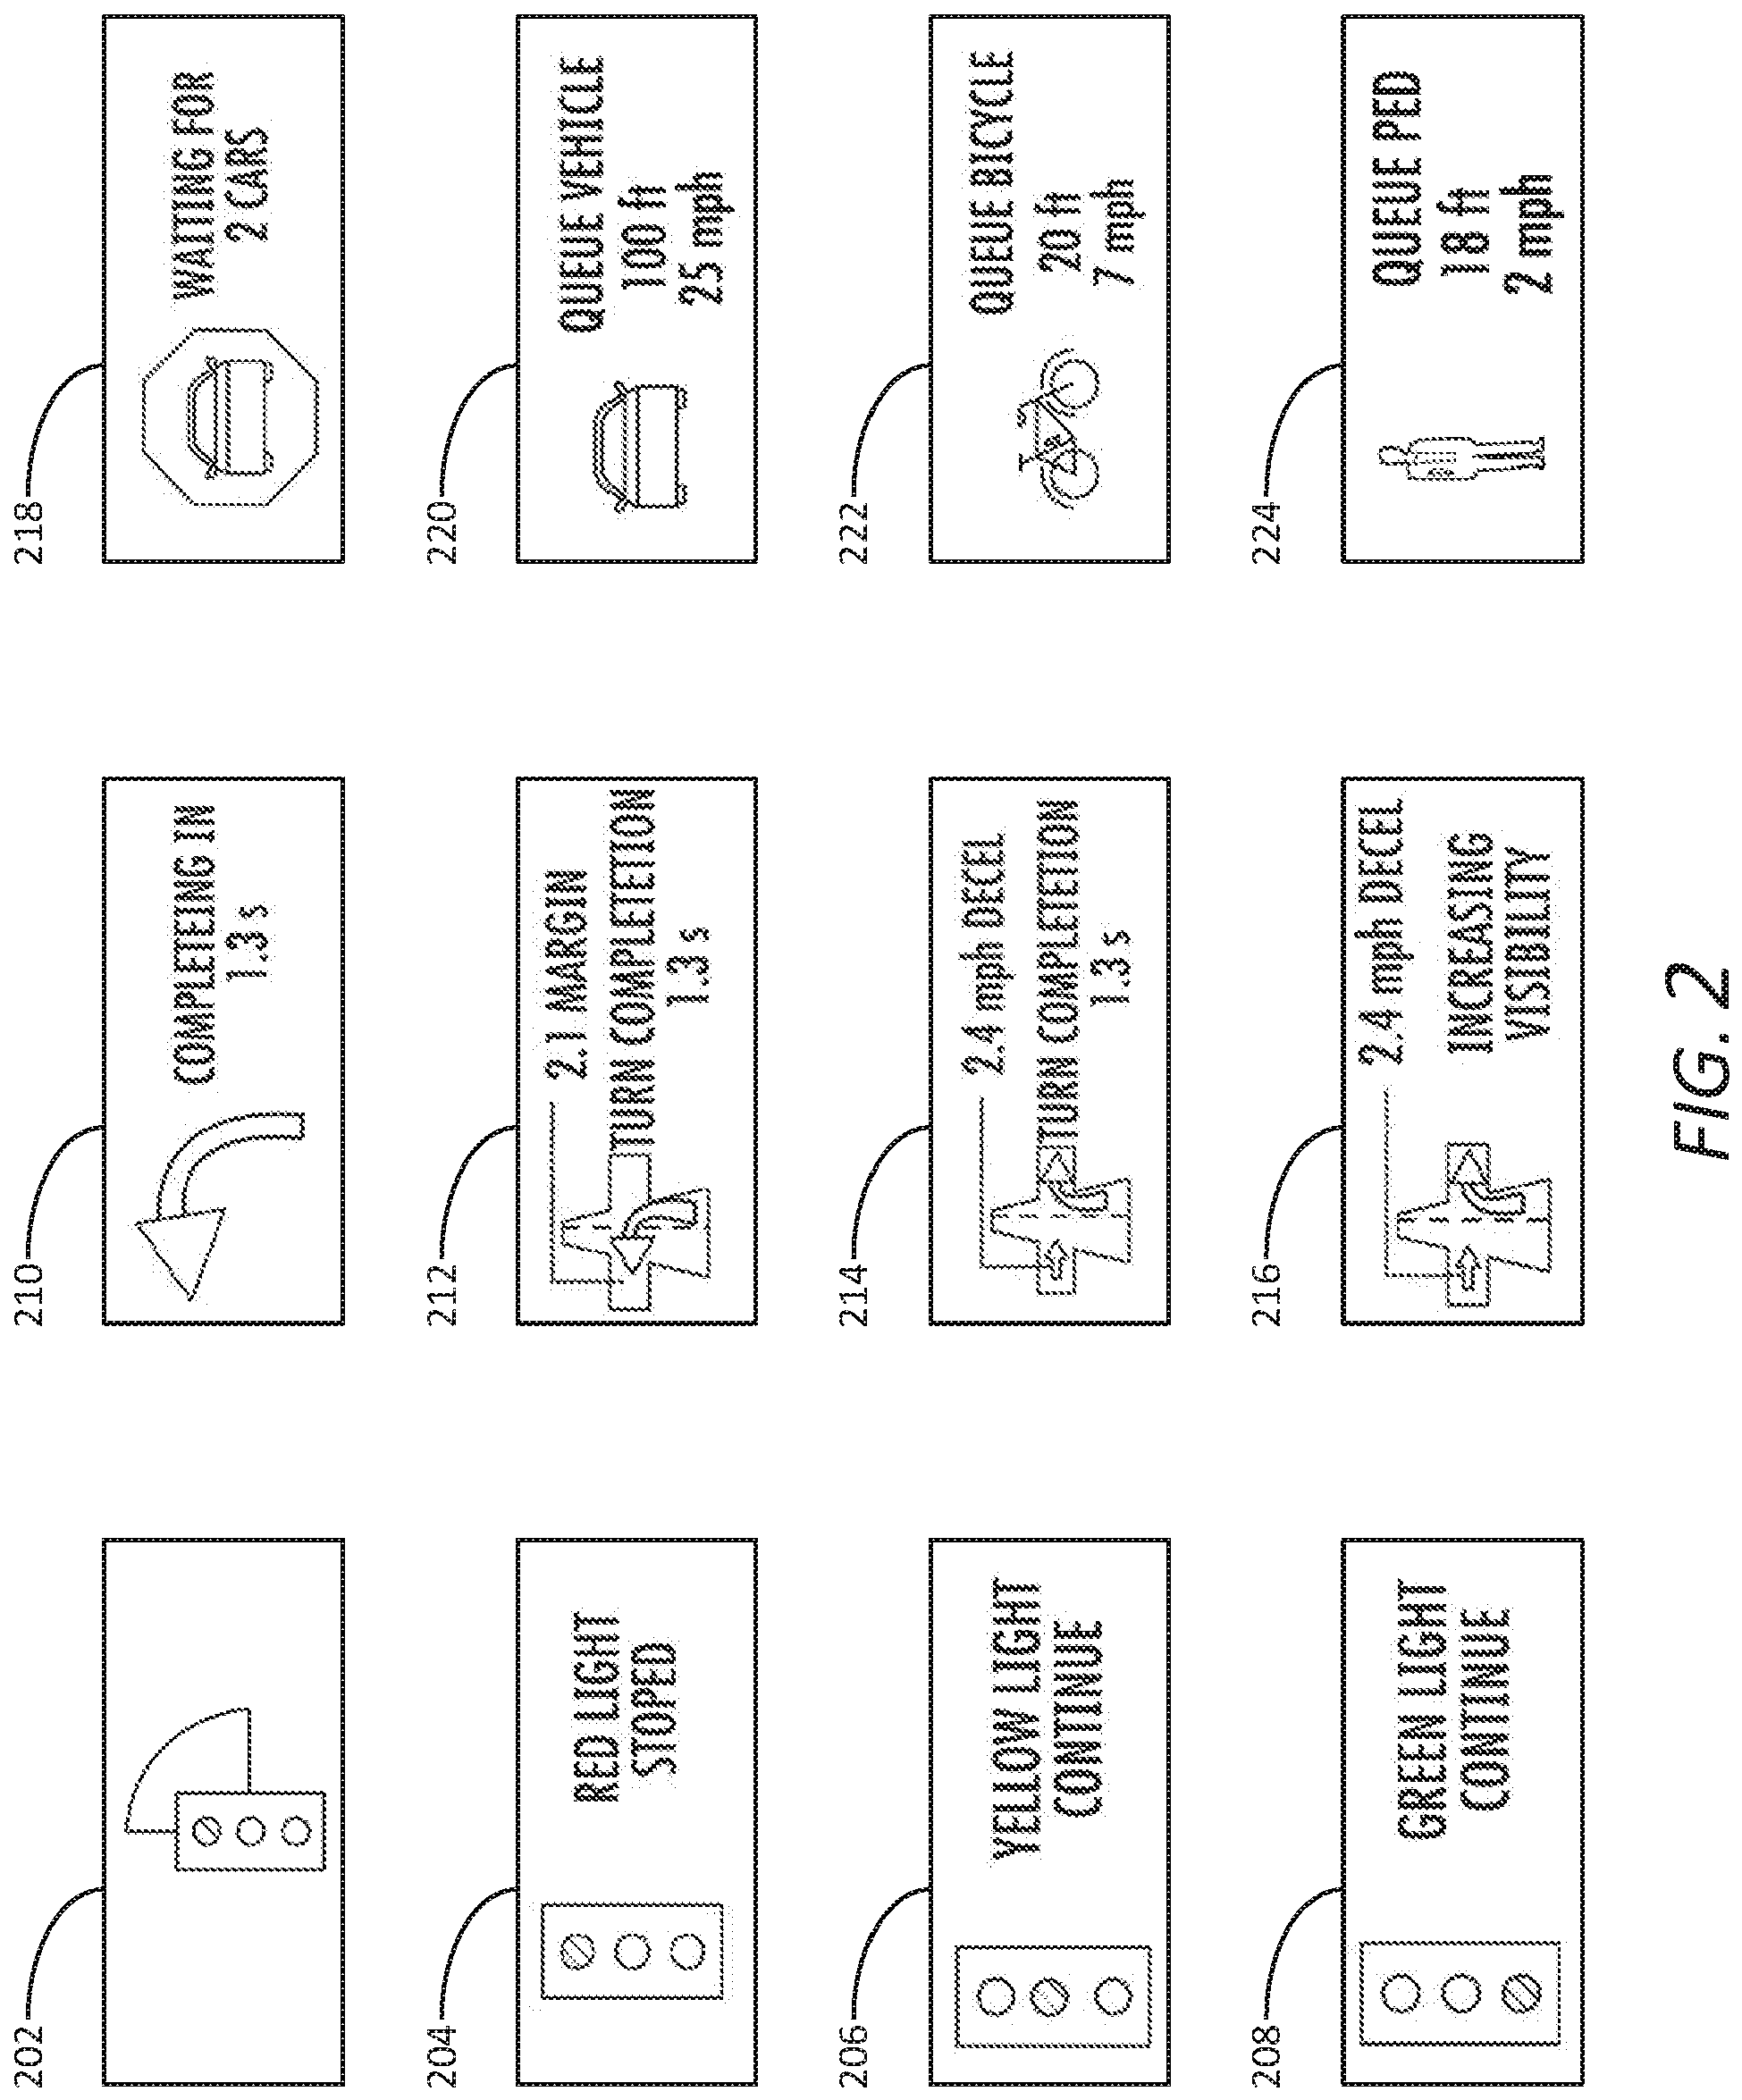 202
204
RED LIGHT
STOPED
206
YELLOW LIGHT
CONTINUE
208
GREEN LIGHT
CONTINUE
210
COMPLETEING IN
1.3 s
212
2.1 MARGIN
TURN COMPLETETION
1.3 s
214
2.4 mph DECEL
TURN COMPLETETION
1.3 s
216
2.4 mph DECEL
INCREASING
VISIBILITY
218
WAITING FOR
2 CARS
220
QUEUE VEHICLE
100 ft
25 mph
222
QUEUE BICYCLE
20 ft
7 mph
224
QUEUE PED
18 ft
2 mph
FIG. 2